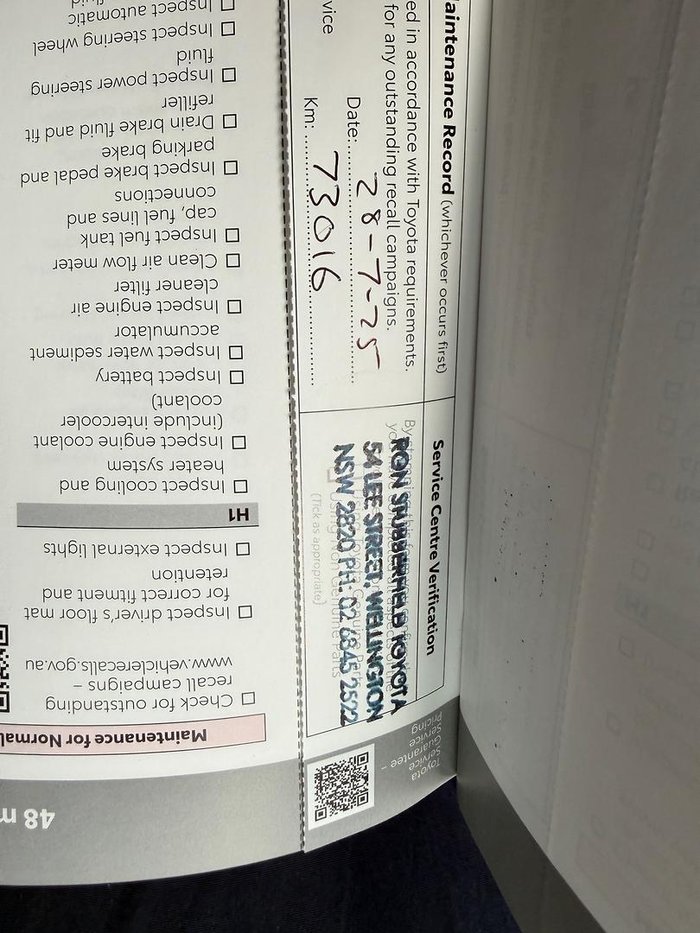 48 m
Maintenance for Normal
Check for outstanding
recall campaigns –
www.vehiclerecalls.gov.au
Inspect driver's floor mat
for correct fitment and
retention
Inspect external lights
H1
Inspect cooling and
heater system
Inspect engine coolant
(include intercooler
coolant)
Inspect battery
Inspect water sediment
accumulator
Inspect engine air
cleaner filter
Clean air flow meter
Inspect fuel tank
cap, fuel lines and
connections
Inspect brake pedal and
parking brake
Drain brake fluid and fit
refiller
Inspect power steering
fluid
Inspect steering wheel
Inspect automatic
Toyota
Service
Guarantee –
Pricing
aintenance Record (whichever occurs first)
ed in accordance with Toyota requirements.
for any outstanding recall campaigns.
Date: 28-7-25
vice
Km: 73016
Service Centre Verification
RON STUBBERFIELD TOYOTA
54 LEE STREET, WELLINGTON
NSW 2820 PH: 02 6845 2522
(Tick as appropriate)